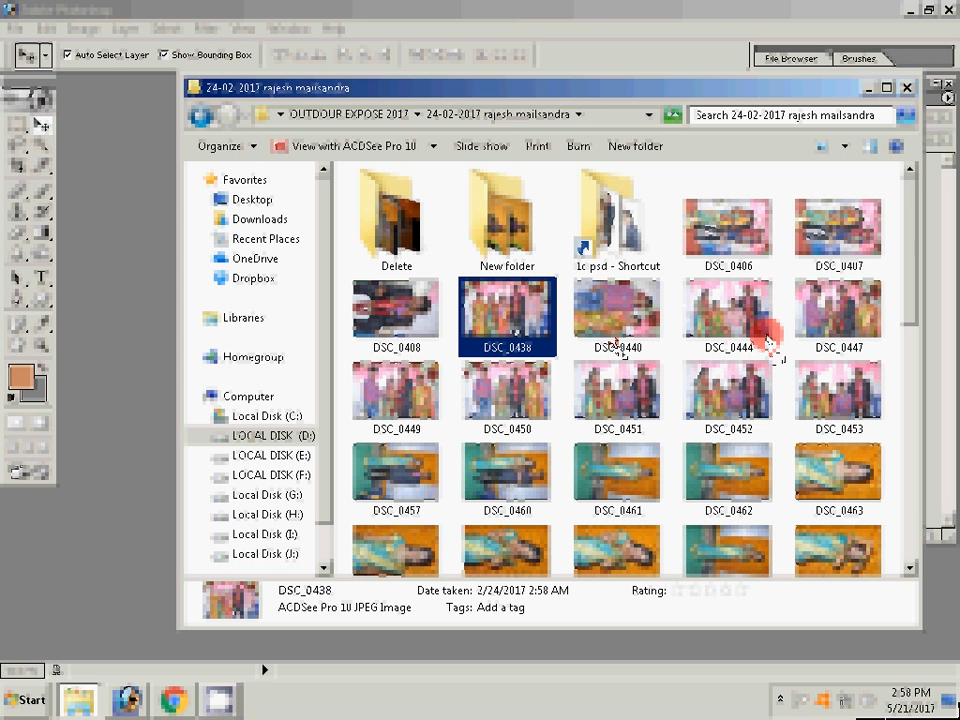 Auto Select Layer Show Bounding Box
File Browser Brushes
24-02-2017 rajesh mailsandra
OUTDOUR EXPOSE 2017 24-02-2017 rajesh mailsandra Search 24-02-2017 rajesh mailsandra
Organize View with ACDSee Pro 10 Slide show Print Burn New folder
Favorites
Desktop
Downloads
Recent Places
OneDrive
Dropbox
Libraries
Homegroup
Computer
Local Disk (C:)
LOCAL DISK (D:)
LOCAL DISK (E:)
LOCAL DISK (F:)
Local Disk (G:)
Local Disk (H:)
Local Disk (I:)
Local Disk (J:)
Delete New folder 1c psd - Shortcut DSC_0406 DSC_0407
DSC_0408 DSC_0438 DSC_0440 DSC_0444 DSC_0447
DSC_0449 DSC_0450 DSC_0451 DSC_0452 DSC_0453
DSC_0457 DSC_0460 DSC_0461 DSC_0462 DSC_0463
DSC_0438 Date taken: 2/24/2017 2:58 AM Rating:
ACDSee Pro 10 JPEG Image Tags: Add a tag
Start
2:58 PM
5/21/2017